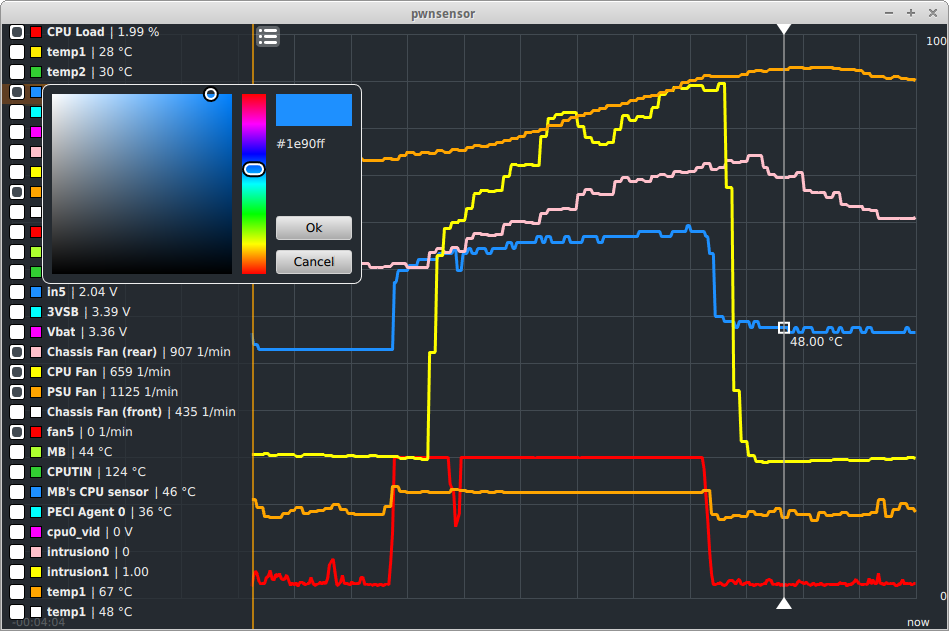 pwnsensor
CPU Load | 1.99 %
100
temp1 | 28 °C
temp2 | 30 °C
#1e90ff
Ok
Cancel
in5 | 2.04 V
3VSB | 3.39 V
Vbat | 3.36 V
48.00 °C
Chassis Fan (rear) | 907 1/min
CPU Fan | 659 1/min
PSU Fan | 1125 1/min
Chassis Fan (front) | 435 1/min
fan5 | 0 1/min
MB | 44 °C
CPUTIN | 124 °C
MB's CPU sensor | 46 °C
PECI Agent 0 | 36 °C
cpu0_vid | 0 V
intrusion0 | 0
intrusion1 | 1.00
temp1 | 67 °C
0
temp1 | 48 °C
-00:04:04
now